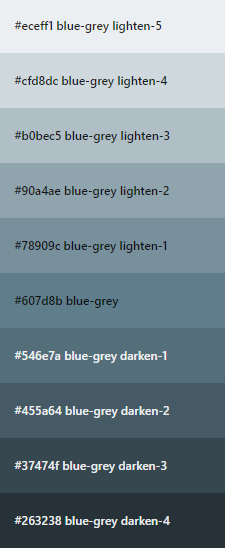 #eceff1 blue-grey lighten-5
#cfd8dc blue-grey lighten-4
#b0bec5 blue-grey lighten-3
#90a4ae blue-grey lighten-2
#78909c blue-grey lighten-1
#607d8b blue-grey
#546e7a blue-grey darken-1
#455a64 blue-grey darken-2
#37474f blue-grey darken-3
#263238 blue-grey darken-4